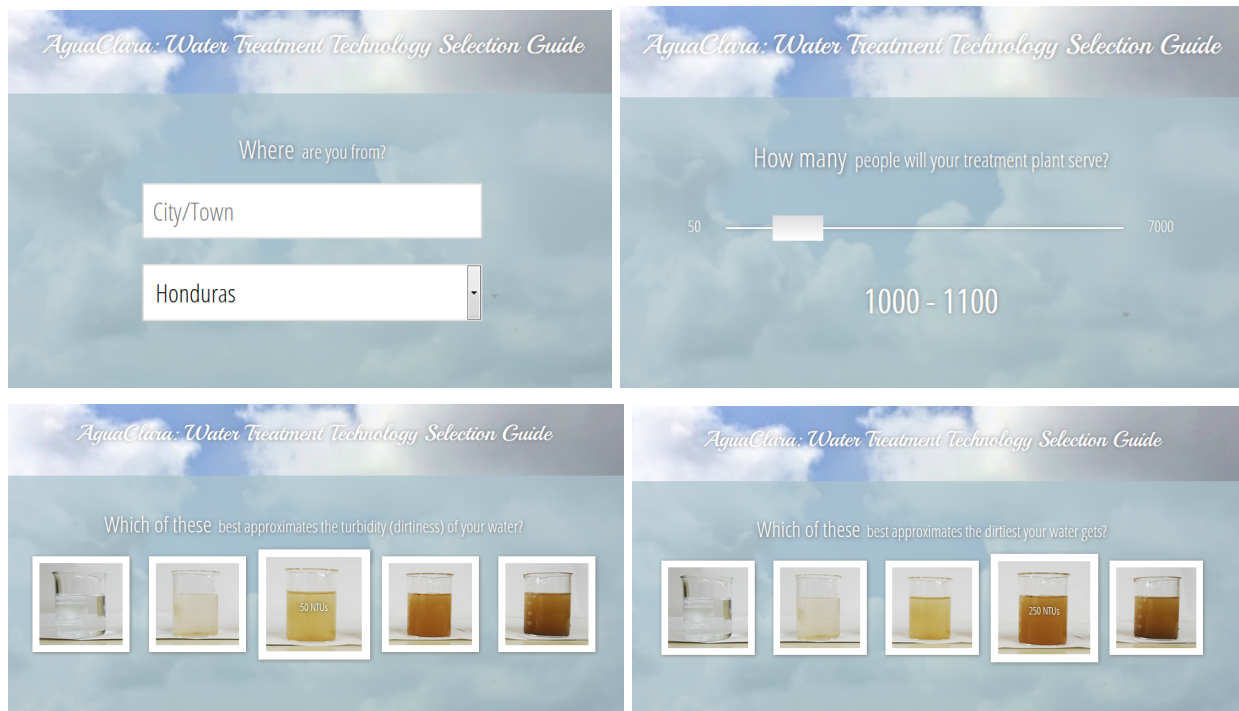 AguaClara: Water Treatment Technology Selection Guide
Where are you from?
City/Town
Honduras
AguaClara: Water Treatment Technology Selection Guide
How many people will your treatment plant serve?
50
7000
1000 - 1100
AguaClara: Water Treatment Technology Selection Guide
Which of these best approximates the turbidity (dirtiness) of your water?
50 NTUs
AguaClara: Water Treatment Technology Selection Guide
Which of these best approximates the dirtiest your water gets?
250 NTUs